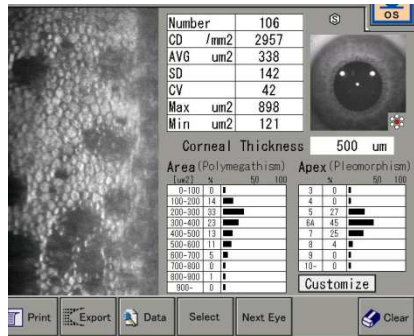 OS
S
Number 106
CD /mm2 2957
AVG um2 338
SD 142
CV 42
Max um2 898
Min um2 121
Corneal Thickness 500 um
Area (Polymegathism)
[um2] % 50 100
0-100 0
100-200 14
200-300 33
300-400 23
400-500 13
500-600 11
600-700 5
700-800 0
800-900 1
900- 0
Apex (Pleomorphism)
% 50 100
3 0
4 0
5 27
6A 45
7 25
8 4
9 0
10- 0
Customize
Print Export Data Select Next Eye Clear